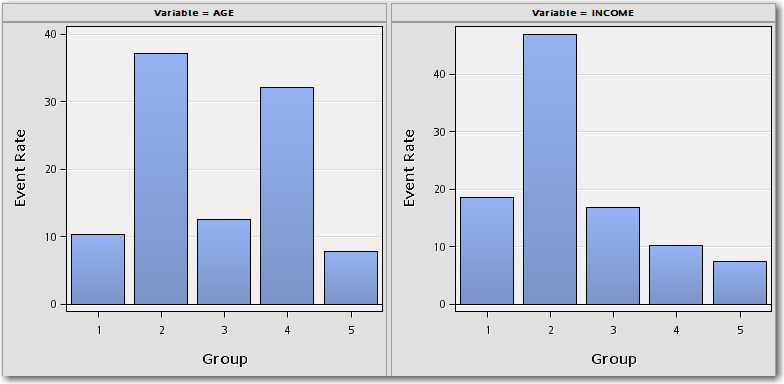 Variable = AGE
Event Rate
40
30
20
10
0
1 2 3 4 5
Group
Variable = INCOME
Event Rate
40
30
20
10
0
1 2 3 4 5
Group